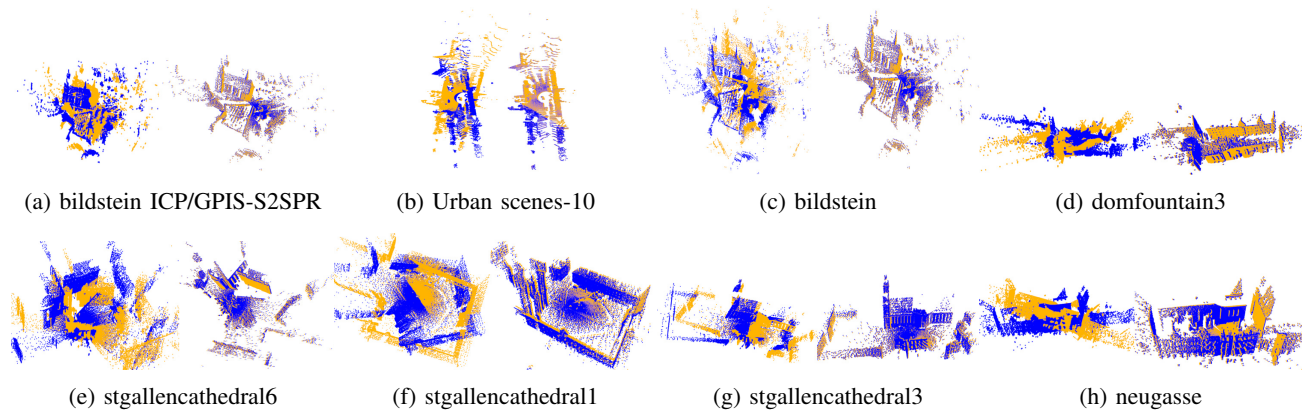 (a) bildstein ICP/GPIS-S2SPR
(b) Urban scenes-10
(c) bildstein
(d) domfountain3
(e) stgallencathedral6
(f) stgallencathedral1
(g) stgallencathedral3
(h) neugasse